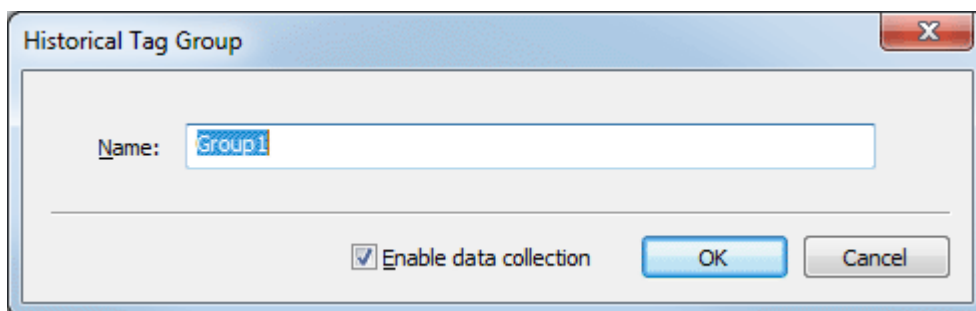 Historical Tag Group
Name: Group1
Enable data collection OK Cancel